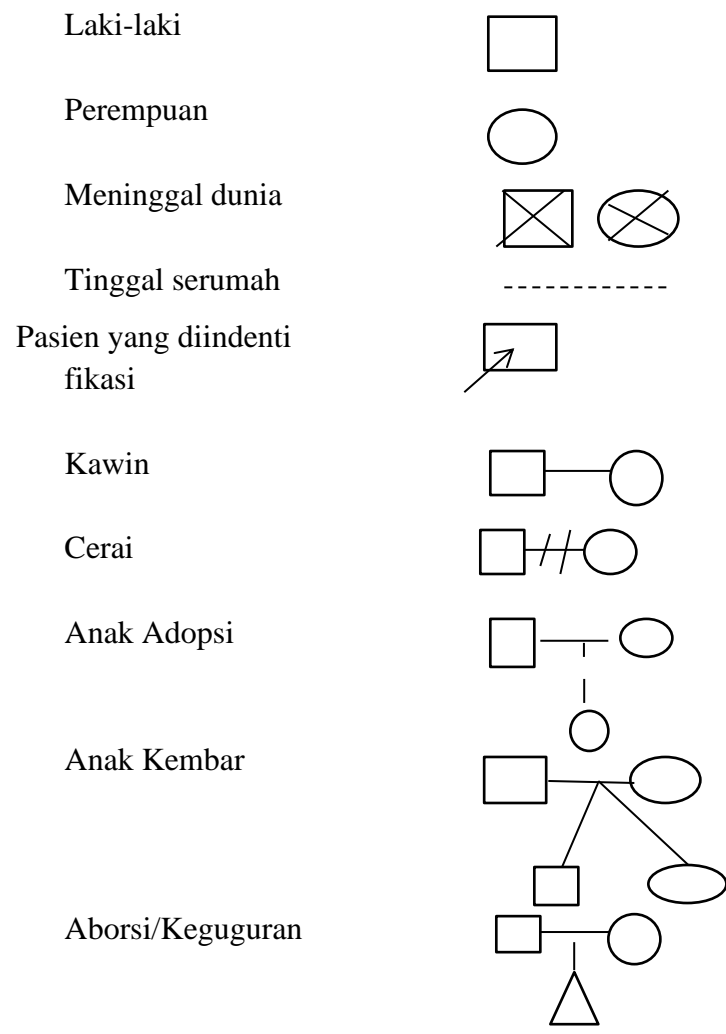 Laki-laki
Perempuan
Meninggal dunia
Tinggal serumah
Pasien yang diindenti
fikasi
Kawin
Cerai
Anak Adopsi
Anak Kembar
Aborsi/Keguguran